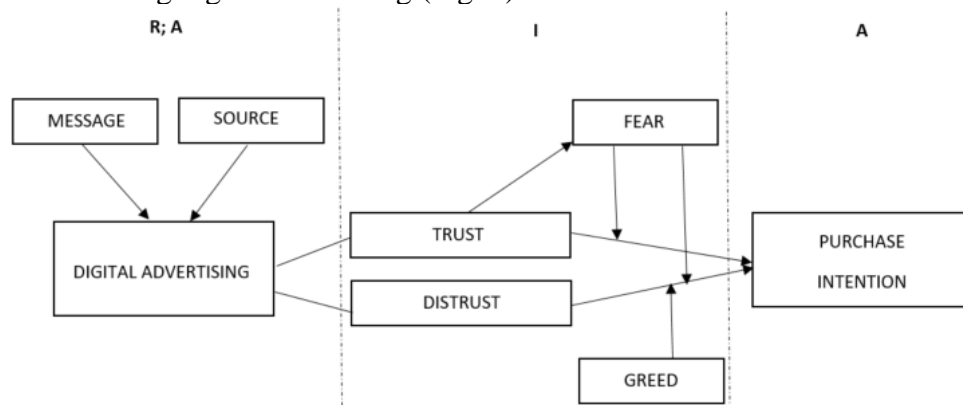 R; A
I
A
MESSAGE
SOURCE
FEAR
TRUST
DIGITAL ADVERTISING
PURCHASE
INTENTION
DISTRUST
GREED